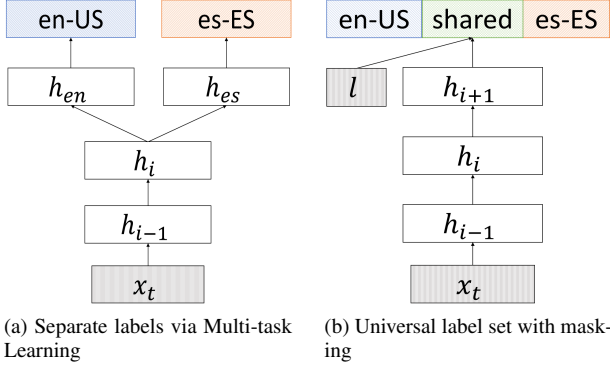 en-US es-ES
h_en h_es
h_i
h_{i-1}
x_t
(a) Separate labels via Multi-task
Learning
en-US shared es-ES
l h_{i+1}
h_i
h_{i-1}
x_t
(b) Universal label set with mask-
ing